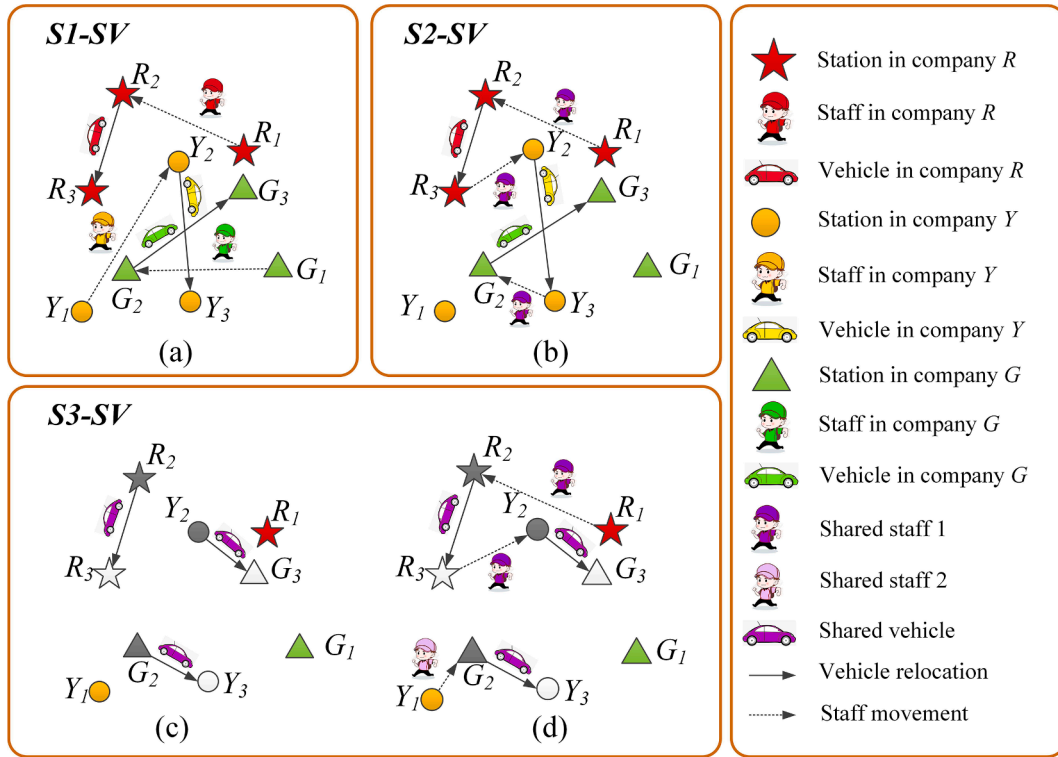 S1-SV
R2
R1
Y2
R3
G3
G2
G1
Y1
Y3
(a)
S2-SV
R2
R1
Y2
R3
G3
G2
G1
Y1
Y3
(b)
S3-SV
R2
Y2
R1
R3
G3
G2
G1
Y1
Y3
(c)
R2
Y2
R1
R3
G3
G2
G1
Y1
Y3
(d)
Station in company R
Staff in company R
Vehicle in company R
Station in company Y
Staff in company Y
Vehicle in company Y
Station in company G
Staff in company G
Vehicle in company G
Shared staff 1
Shared staff 2
Shared vehicle
Vehicle relocation
Staff movement